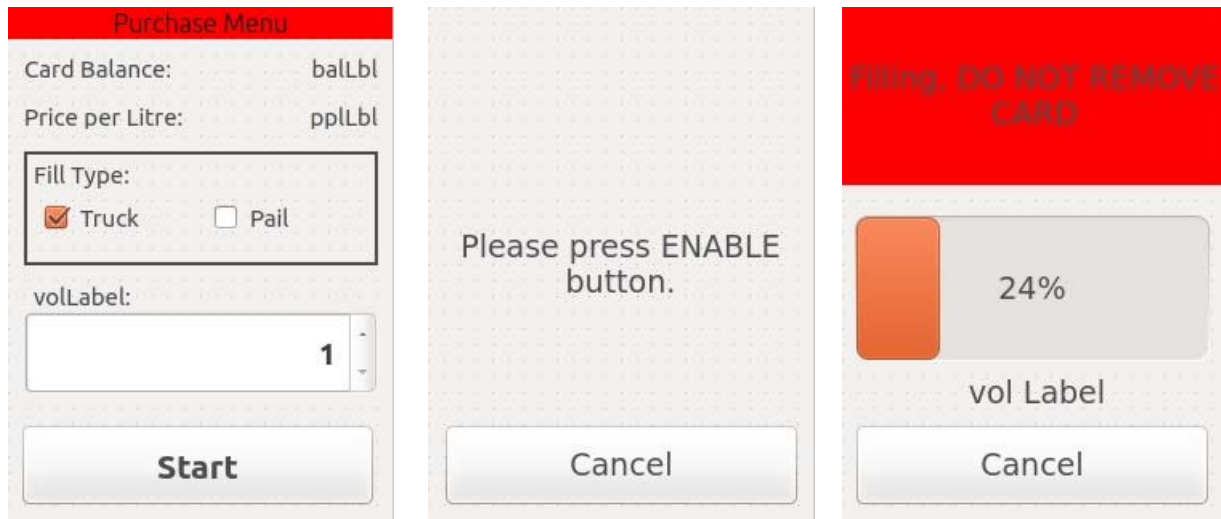 Purchase Menu
Card Balance: balLbl
Price per Litre: pplLbl
Fill Type:
Truck Pail
volLabel:
1
Start
Please press ENABLE
button.
Cancel
Filling, DO NOT REMOVE
CARD
24%
vol Label
Cancel